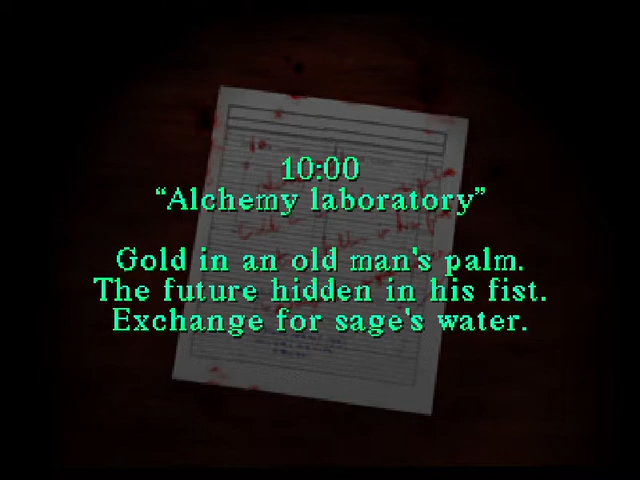 10:00
“Alchemy laboratory”
Gold in an old man's palm.
The future hidden in his fist.
Exchange for sage's water.